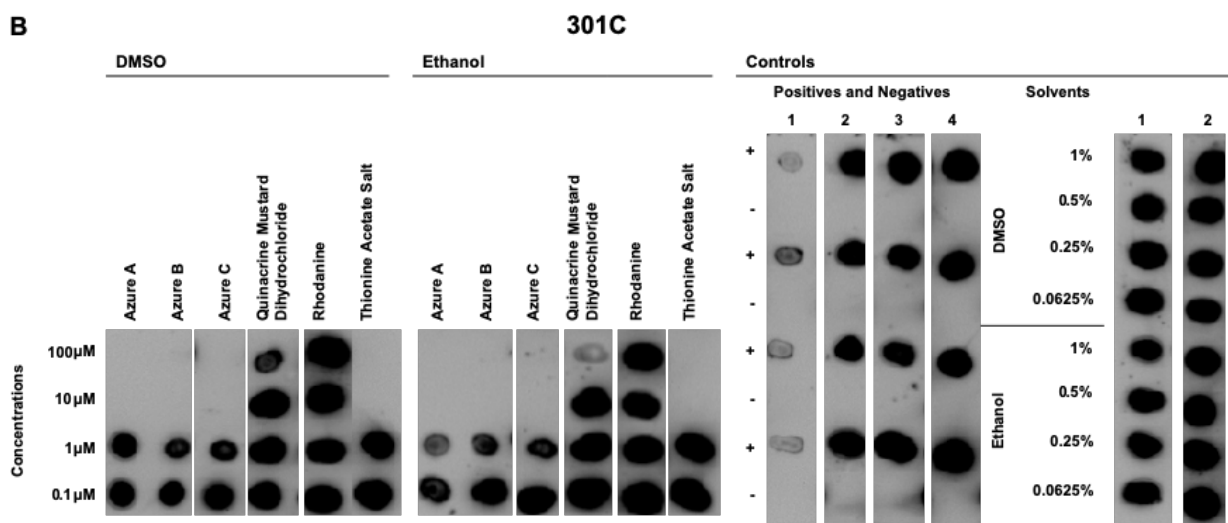 B
301C
DMSO
Ethanol
Controls
Positives and Negatives
Solvents
1
2
3
4
1
2
Azure A
Azure B
Azure C
Quinacrine Mustard
Dihydrochloride
Rhodanine
Thionine Acetate Salt
Azure A
Azure B
Azure C
Quinacrine Mustard
Dihydrochloride
Rhodanine
Thionine Acetate Salt
Concentrations
100µM
10µM
1µM
0.1µM
+
-
+
-
+
-
+
-
DMSO
1%
0.5%
0.25%
0.0625%
Ethanol
1%
0.5%
0.25%
0.0625%